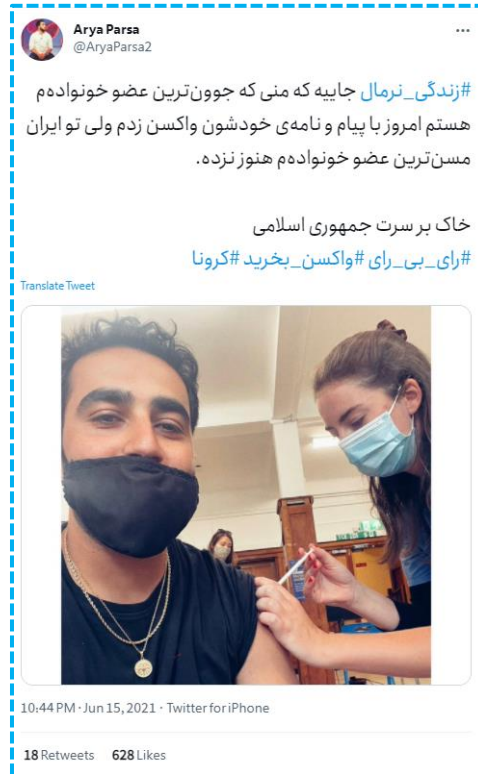 Arya Parsa
@AryaParsa2
#زندگی_نرمال جاییه که منی که جوون‌ترین عضو خونواده‌م
هستم امروز با پیام و نامه‌ی خودشون واکسن زدم ولی تو ایران
مسن‌ترین عضو خونواده‌م هنوز نزده.
خاک بر سرت جمهوری اسلامی
#رای_بی_رای #واکسن_بخرید #کرونا
Translate Tweet
10:44 PM · Jun 15, 2021 · Twitter for iPhone
18 Retweets 628 Likes